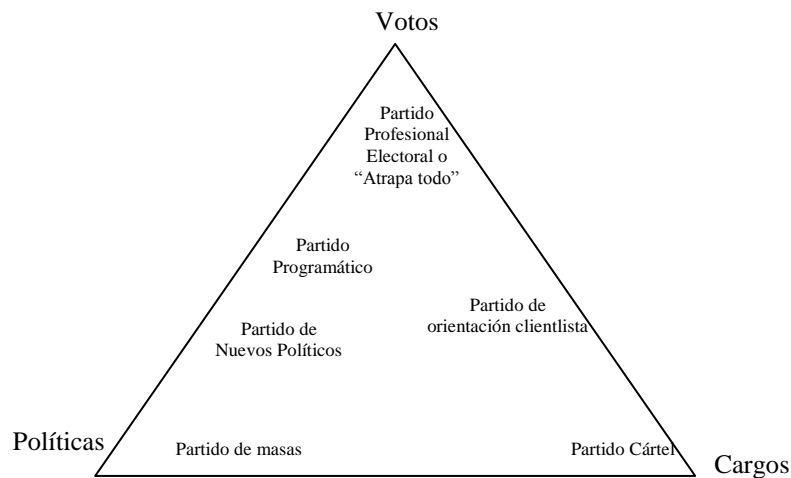 Votos
Partido
Profesional
Electoral o
“Atrapa todo”
Partido
Programático
Partido de
orientación clientlista
Partido de
Nuevos Políticos
Políticas
Partido de masas
Partido Cártel
Cargos